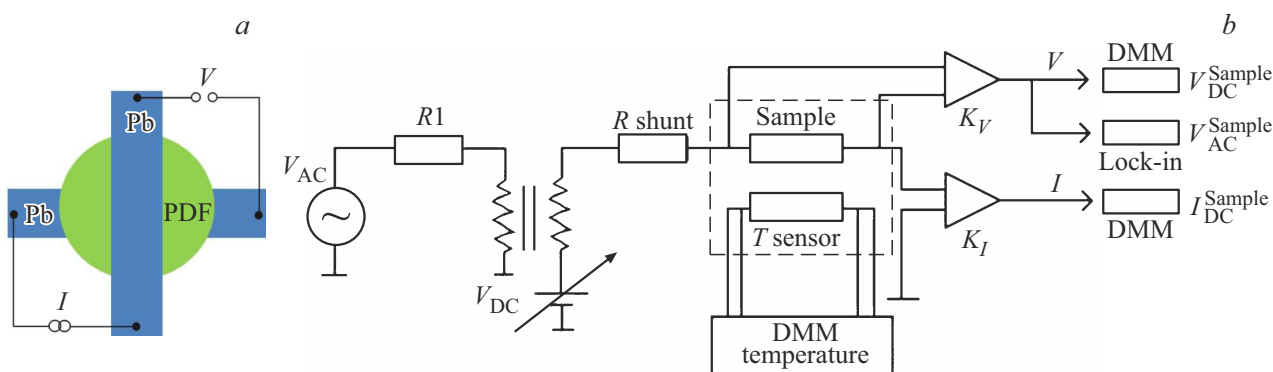 a
V
Pb
Pb
PDF
I
b
R1
V_AC
V_DC
R shunt
Sample
T sensor
DMM
temperature
K_V
K_I
V
I
DMM
V_DC^Sample
V_AC^Sample
Lock-in
I_DC^Sample
DMM